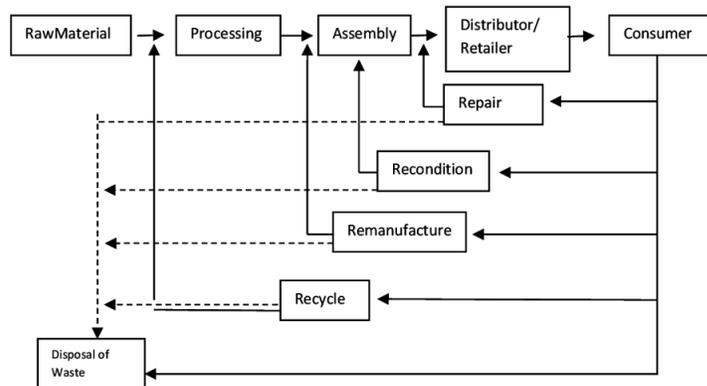 RawMaterial
Processing
Assembly
Distributor/
Retailer
Consumer
Repair
Recondition
Remanufacture
Recycle
Disposal of
Waste